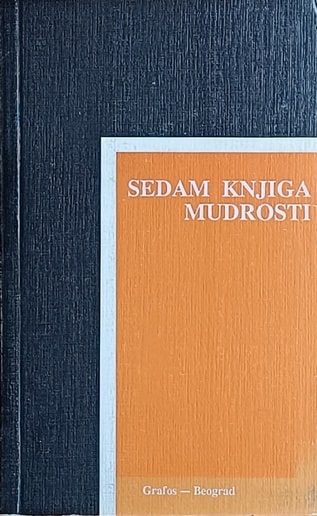 SEDAM KNJIGA
MUDROSTI
Grafos — Beograd